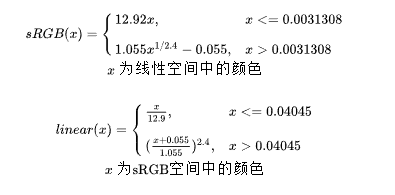 sRGB(x) = { 12.92x, x <= 0.0031308
1.055x^{1/2.4} − 0.055, x > 0.0031308
x 为线性空间中的颜色
linear(x) = { \frac{x}{12.9}, x <= 0.04045
(\frac{x+0.055}{1.055})^{2.4}, x > 0.04045
x 为sRGB空间中的颜色